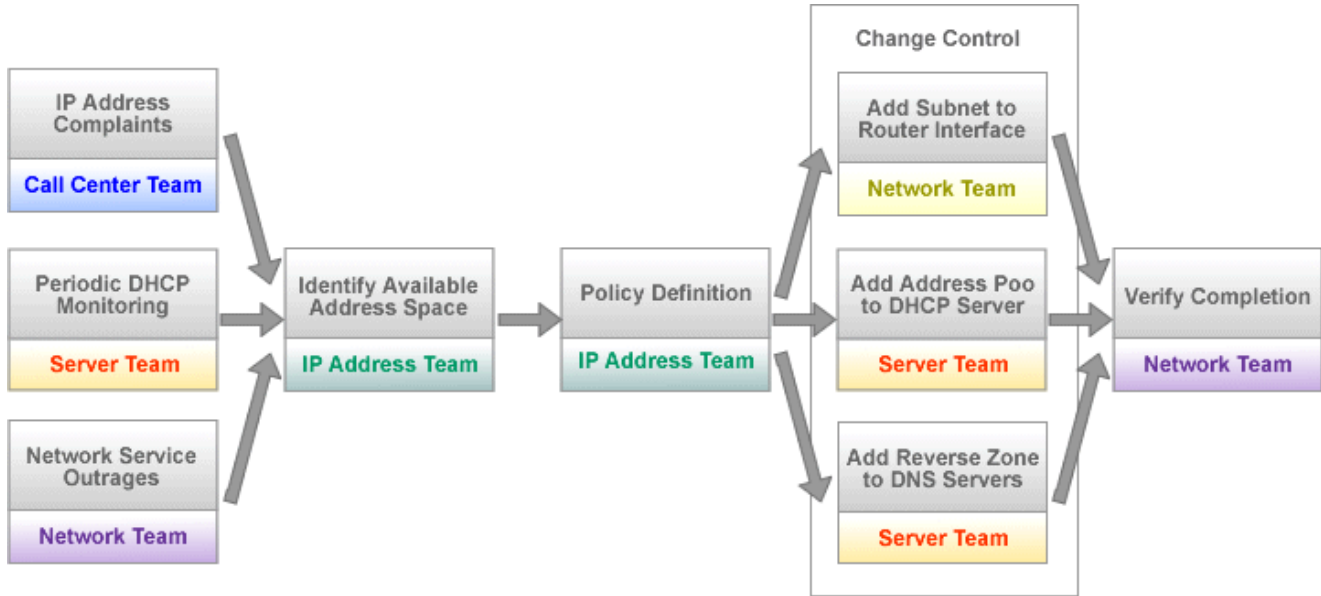 IP Address
Complaints
Call Center Team
Periodic DHCP
Monitoring
Server Team
Network Service
Outrages
Network Team
Identify Available
Address Space
IP Address Team
Policy Definition
IP Address Team
Change Control
Add Subnet to
Router Interface
Network Team
Add Address Poo
to DHCP Server
Server Team
Add Reverse Zone
to DNS Servers
Server Team
Verify Completion
Network Team